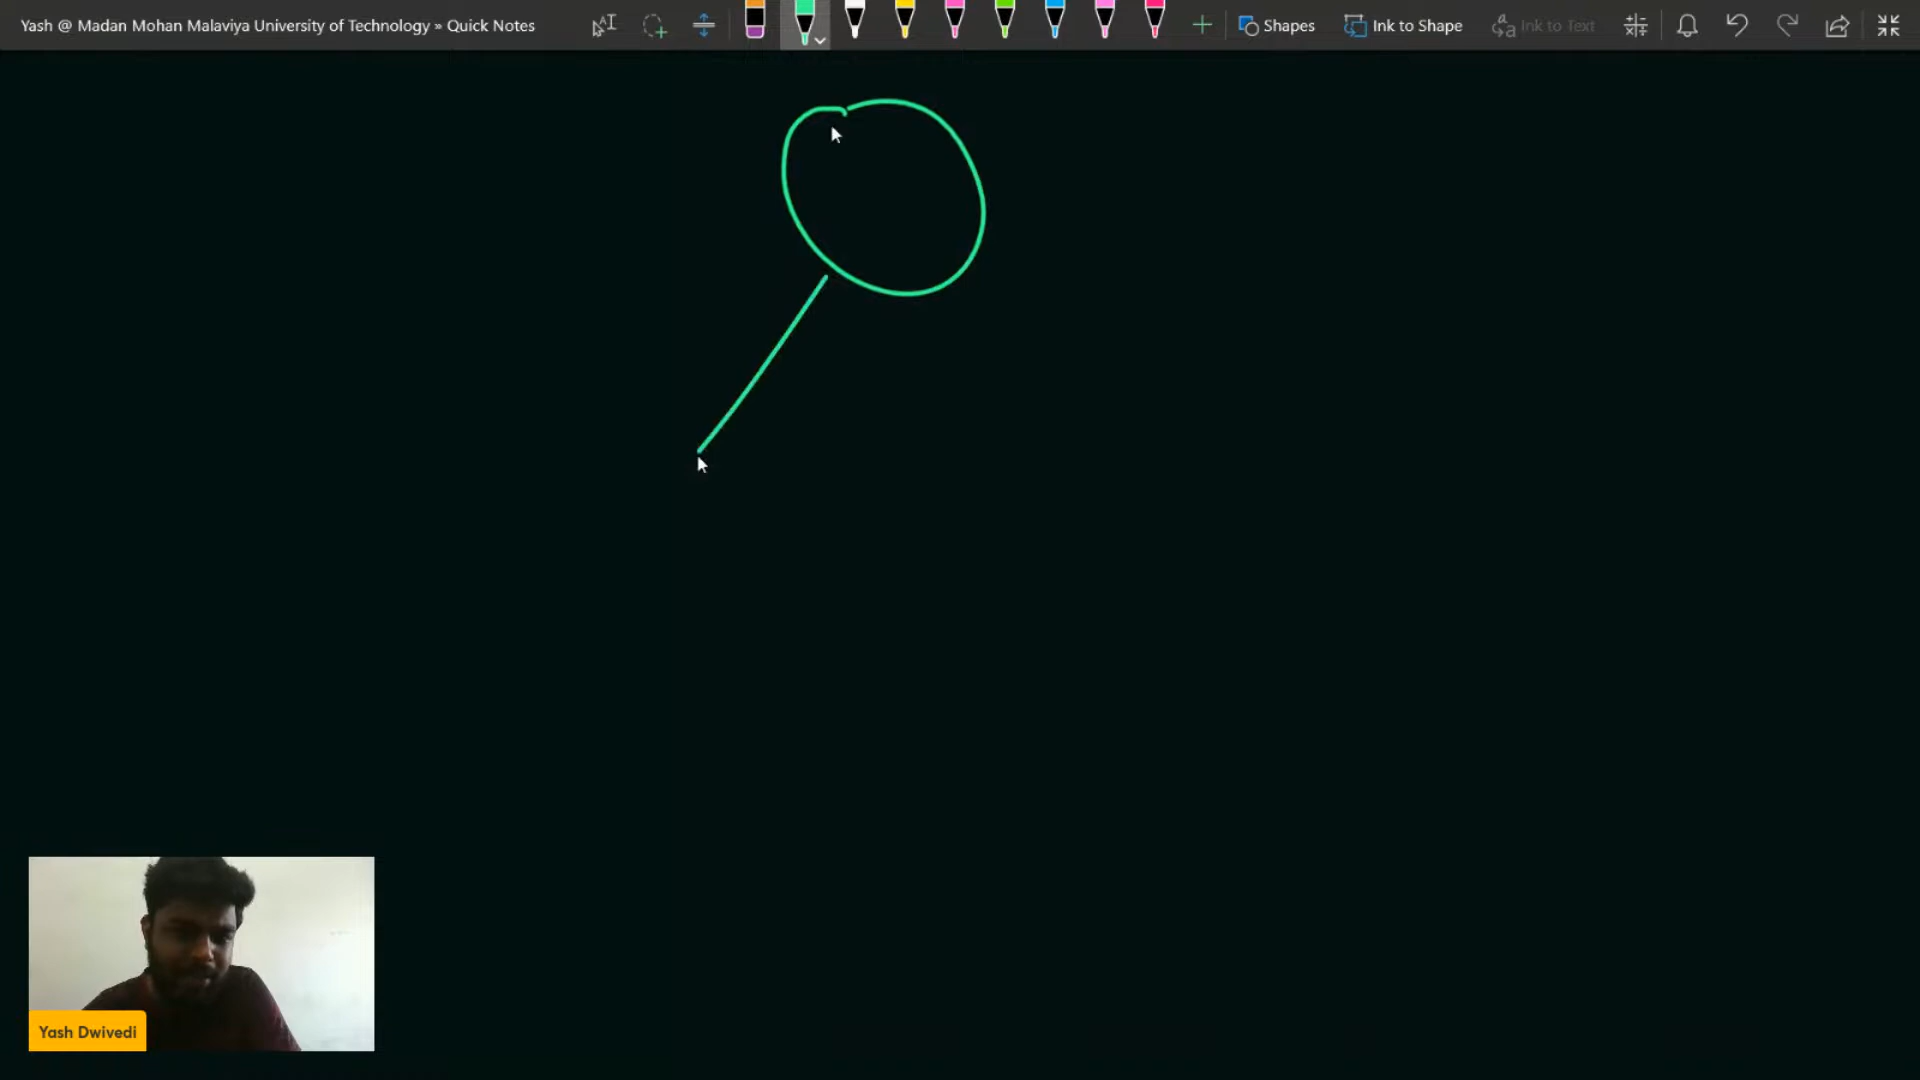 Yash @ Madan Mohan Malaviya University of Technology » Quick Notes
Shapes
Ink to Shape
Ink to Text
Yash Dwivedi